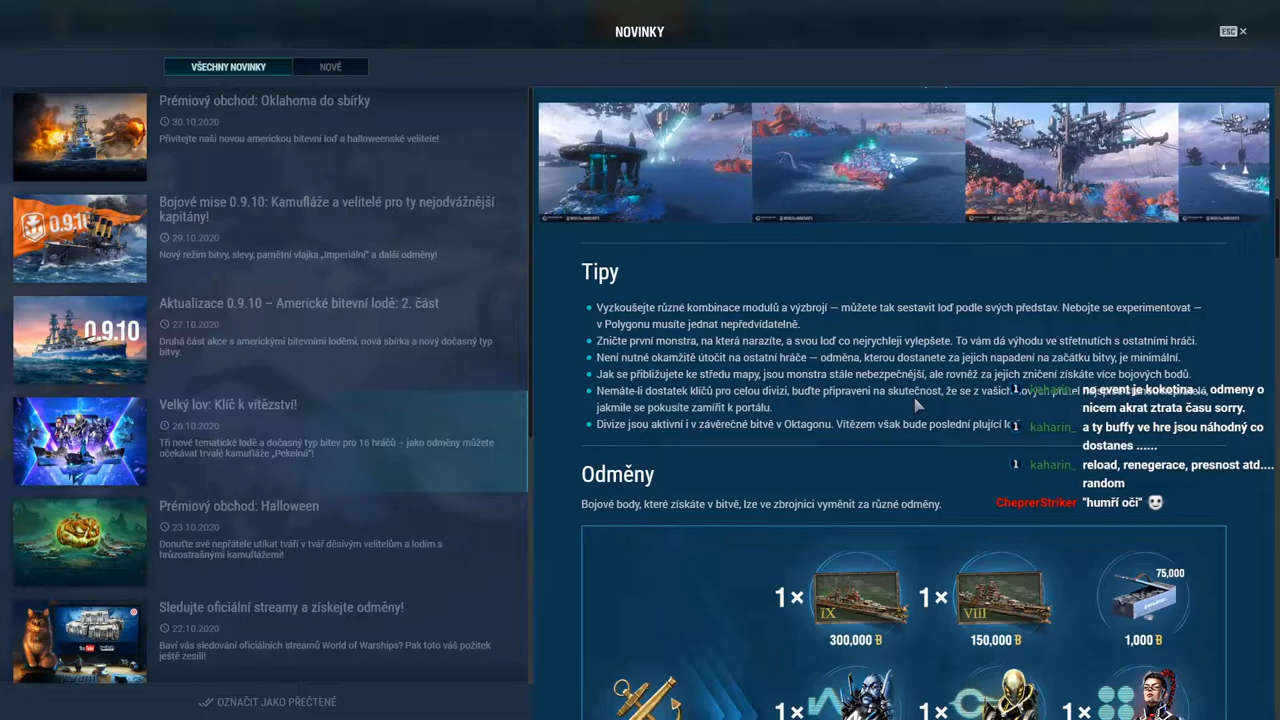 NOVINKY
ESC ×
VŠECHNY NOVINKY
NOVÉ
Prémiový obchod: Oklahoma do sbírky
30.10.2020
Přivítejte naši novou americkou bitevní loď a halloweenské velitele!
0.9.10
Bojové mise 0.9.10: Kamufláže a velitelé pro ty nejodvážnější
kapitány!
29.10.2020
Nový režim bitvy, slevy, pamětní vlajka „Imperiální" a další odměny!
0.9.10
Aktualizace 0.9.10 – Americké bitevní lodě: 2. část
27.10.2020
Druhá část akce s americkými bitevními loděmi, nová sbírka a nový dočasný typ
bitvy.
Velký lov: Klíč k vítězství!
26.10.2020
Tři nové tematické lodě a dočasný typ bitev pro 16 hráčů – jako odměny můžete
očekávat trvalé kamufláže „Pekelná"!
Prémiový obchod: Halloween
23.10.2020
Donuťte své nepřátele utíkat tváří v tvář děsivým velitelům a lodím s
hrůzostrašnými kamuflážemi!
Sledujte oficiální streamy a získejte odměny!
22.10.2020
Baví vás sledování oficiálních streamů World of Warships? Pak toto váš požitek
ještě zesílí!
OZNAČIT JAKO PŘEČTENÉ
Tipy
Vyzkoušejte různé kombinace modulů a výzbrojí — můžete tak sestavit loď podle svých představ. Nebojte se experimentovat —
v Polygonu musíte jednat nepředvídatelně.
Zničte první monstra, na která narazíte, a svou loď co nejrychleji vylepšete. To vám dá výhodu ve střetnutích s ostatními hráči.
Není nutné okamžitě útočit na ostatní hráče — odměna, kterou dostanete za jejich napadení na začátku bitvy, je minimální.
Jak se přibližujete ke středu mapy, jsou monstra stále nebezpečnější, ale rovněž za jejich zničení získáte více bojových bodů.
Nemáte-li dostatek klíčů pro celou divizi, buďte připraveni na skutečnost, že se z vašich
jakmile se pokusíte zamířit k portálu.
Divize jsou aktivní i v závěrečné bitvě v Oktagonu. Vítězem však bude poslední plující
kaharin_ no event je kokotina .. odmeny o
nicem akrat ztrata času sorry.
kaharin_ a ty buffy ve hre jsou náhodný co
dostanes ......
kaharin_ reload, renegerace, presnost atd....
random
CheprerStriker "humří oči"
Odměny
Bojové body, které získáte v bitvě, lze ve zbrojnici vyměnit za různé odměny.
1× IX 1× VIII 75,000
300,000 150,000 1,000
1× 1× 1×